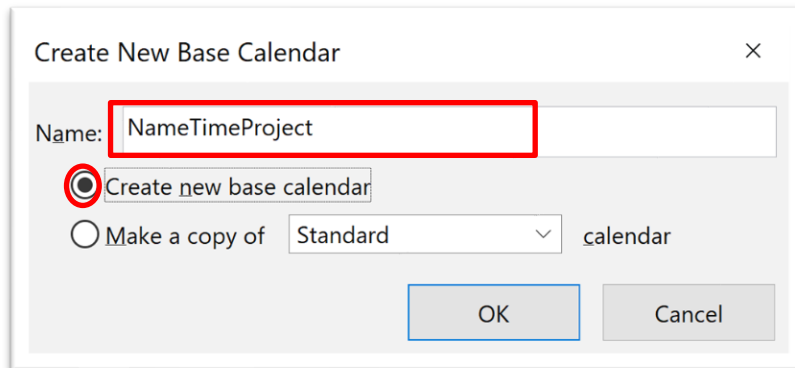 Create New Base Calendar
Name: NameTimeProject
Create new base calendar
Make a copy of Standard calendar
OK Cancel